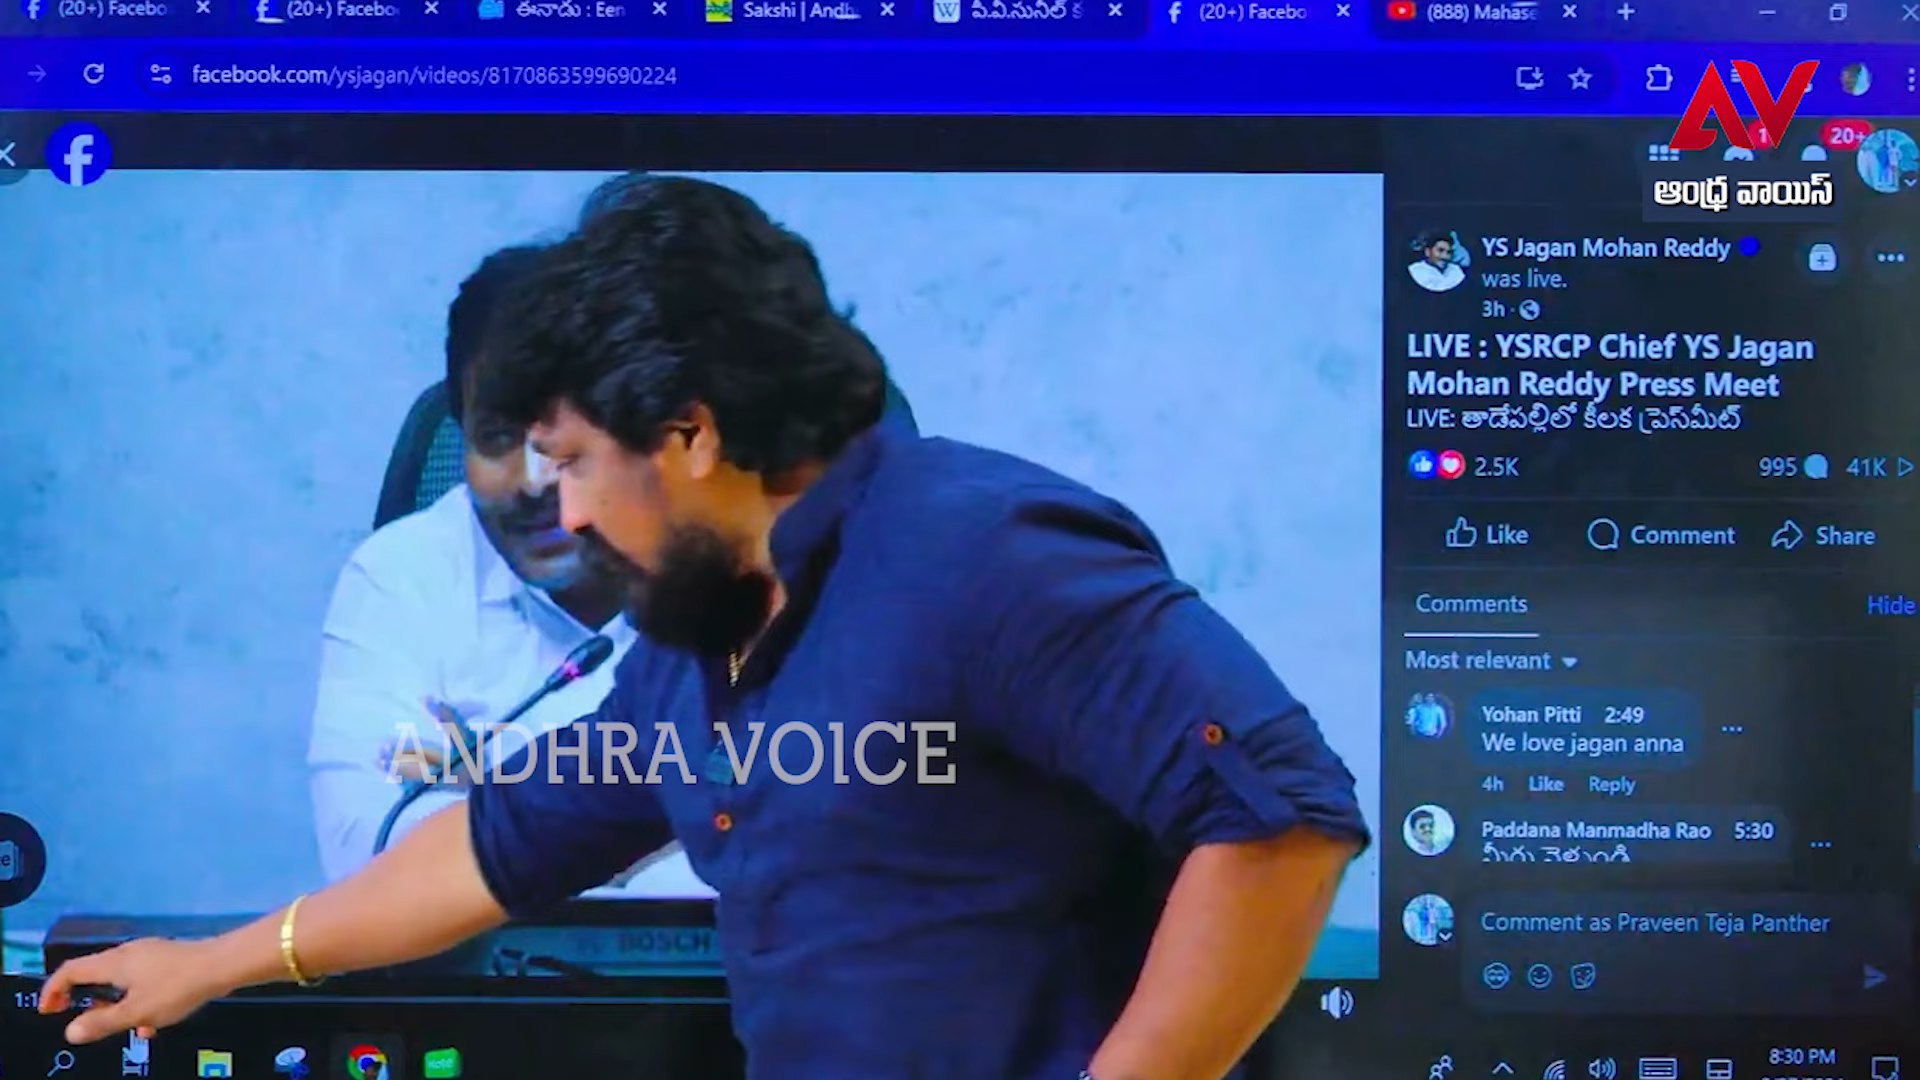 (20+) Facebo
(20+) Facebo
ఈనాడు : Een
Sakshi | Andh
పి.వి.సునీల్ క
(20+) Facebo
(888) Mahase
facebook.com/ysjagan/videos/8170863599690224
AV
20+
ఆంధ్ర వాయిస్
YS Jagan Mohan Reddy
was live.
3h
LIVE : YSRCP Chief YS Jagan
Mohan Reddy Press Meet
LIVE: తాడేపల్లిలో కీలక ప్రెస్‌మీట్
2.5K
995
41K
Like
Comment
Share
Comments
Hide
Most relevant
Yohan Pitti 2:49
We love jagan anna
4h Like Reply
Paddana Manmadha Rao 5:30
Comment as Praveen Teja Panther
ANDHRA VOICE
BOSCH
8:30 PM